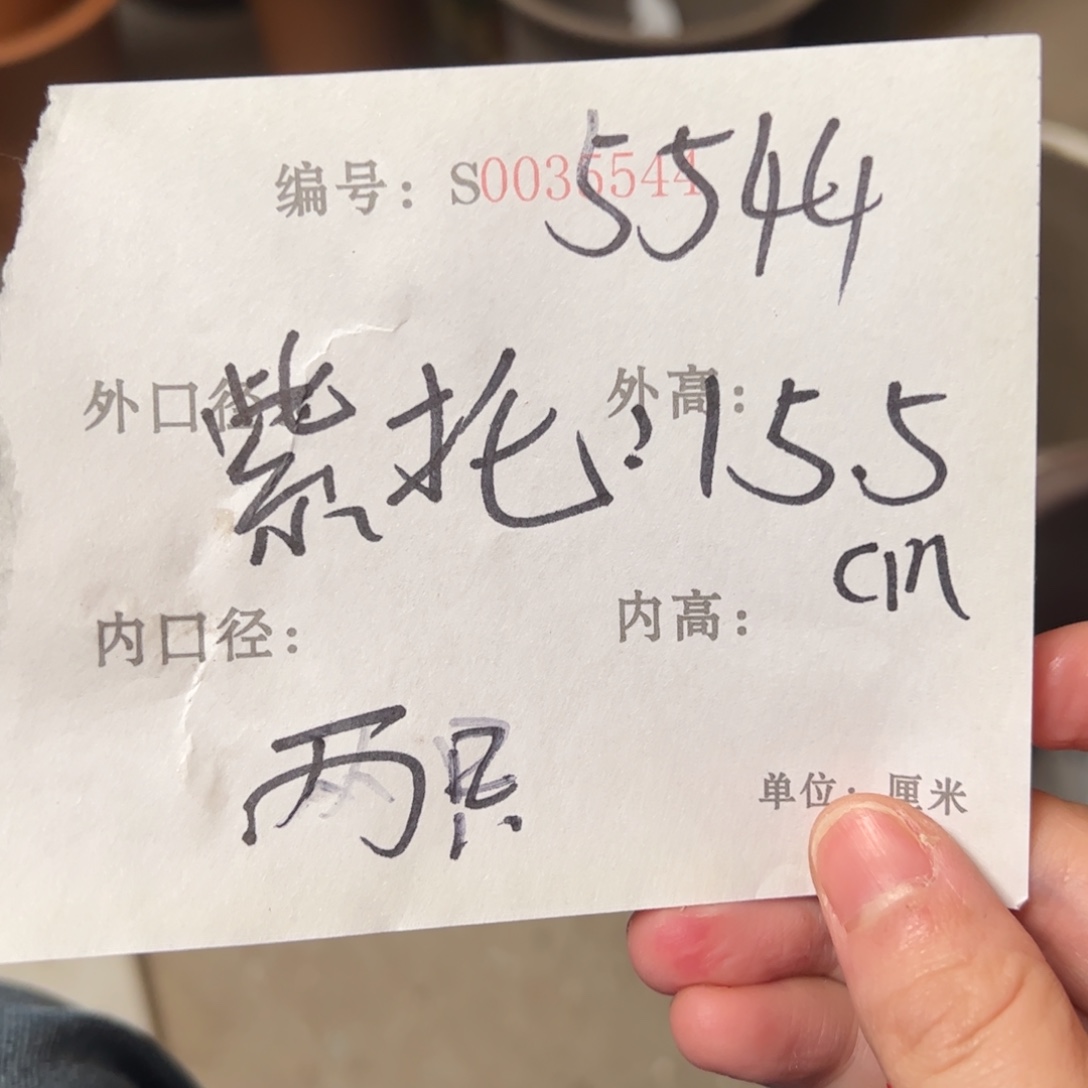 编号：S0035544
5544
外口径 外高：
紫托：15.5
cm
内口径： 内高：
两只
单位：厘米